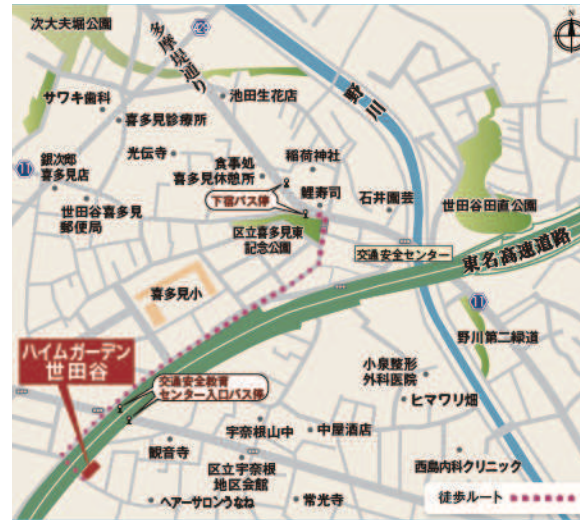 次大夫堀公園
多摩堤通り
サワキ歯科
喜多見診療所
池田生花店
野川
N
11
銀次郎
喜多見店
光伝寺
食事処
喜多見休憩所
稲荷神社
下宿バス停
鯉寿司
石井園芸
世田谷喜多見
郵便局
区立喜多見東
記念公園
世田谷田直公園
交通安全センター
東名高速道路
喜多見小
11
野川第二緑道
ハイムガーデン
世田谷
交通安全教育
センター入口バス停
小泉整形
外科医院
ヒマワリ畑
観音寺
宇奈根山中
中屋酒店
区立宇奈根
地区会館
西島内科クリニック
ヘアーサロンうなね
常光寺
徒歩ルート